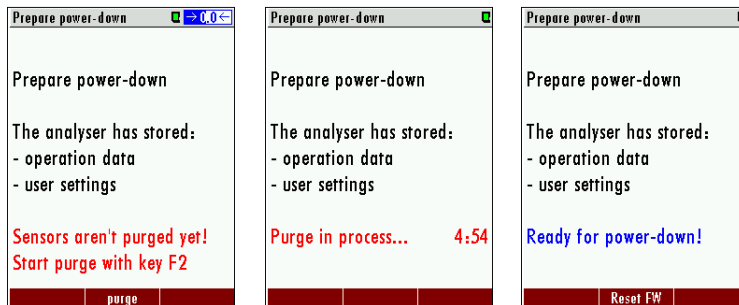 Prepare power-down →0.0←
Prepare power-down
The analyser has stored:
- operation data
- user settings
Sensors aren't purged yet!
Start purge with key F2
purge
Prepare power-down
Prepare power-down
The analyser has stored:
- operation data
- user settings
Purge in process... 4:54
Prepare power-down
Prepare power-down
The analyser has stored:
- operation data
- user settings
Ready for power-down!
Reset FW